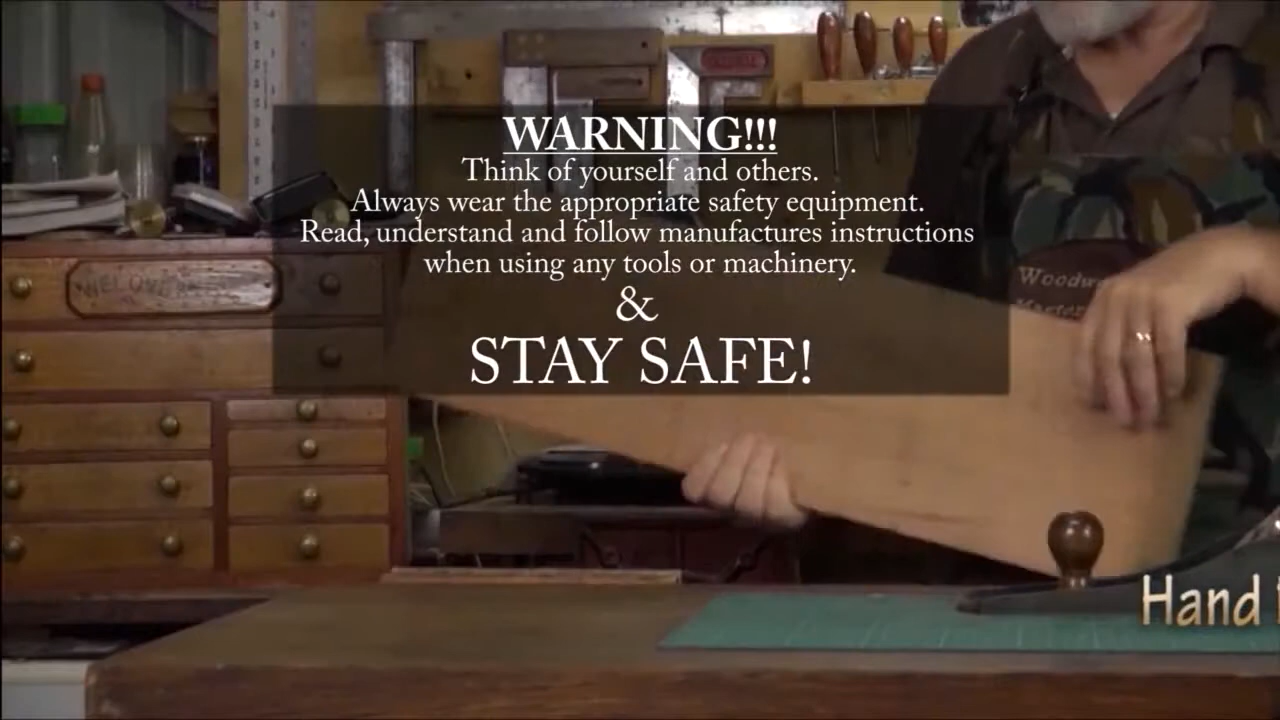 WARNING!!!
Think of yourself and others.
Always wear the appropriate safety equipment.
Read, understand and follow manufactures instructions
when using any tools or machinery.
&
STAY SAFE!
Hand